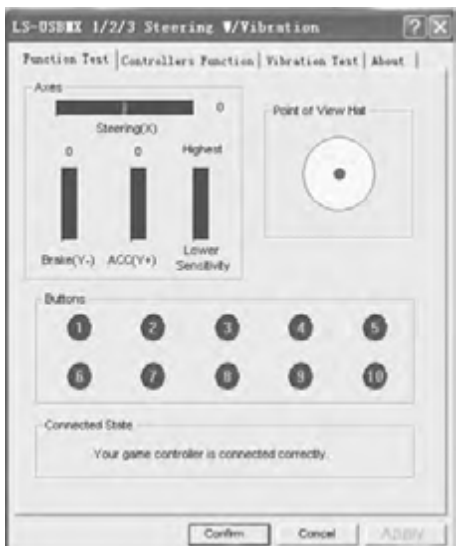 LS-USBMX 1/2/3 Steering W/Vibration
Function Test Controllers Function Vibration Test About
Axes
0
Steering(X)
Point of View Hat
0 0 Highest
Brake(Y-) ACC(Y+) Lower
Sensitivity
Buttons
1 2 3 4 5
6 7 8 9 10
Connected State
Your game controller is connected correctly.
Confirm Concel Apply